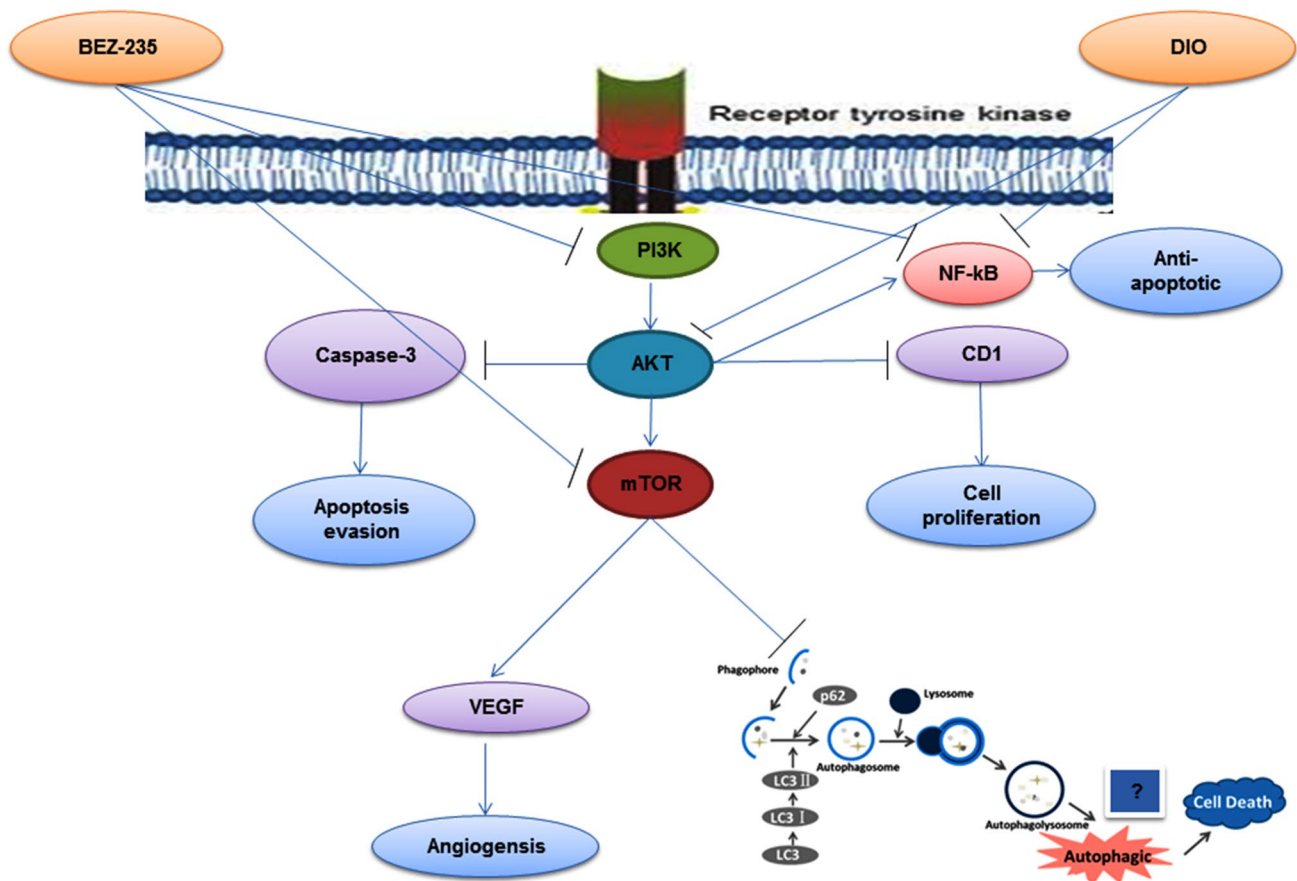 BEZ-235
DIO
Receptor tyrosine kinase
PI3K
NF-kB
Anti-
apoptotic
Caspase-3
AKT
CD1
mTOR
Apoptosis
evasion
Cell
proliferation
Phagophore
p62
Lysosome
VEGF
Autophagosome
LC3 II
LC3 I
LC3
Autophagolysosome
?
Cell Death
Angiogensis
Autophagic